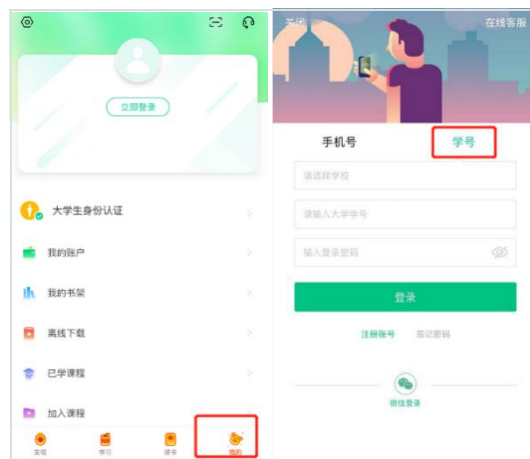 立即登录
大学生身份认证
我的账户
我的书架
离线下载
已学课程
加入课程
发现
学习
读书
我的
关闭
在线客服
手机号
学号
请选择学校
请输入大学学号
输入登录密码
登录
注册账号
忘记密码
微信登录